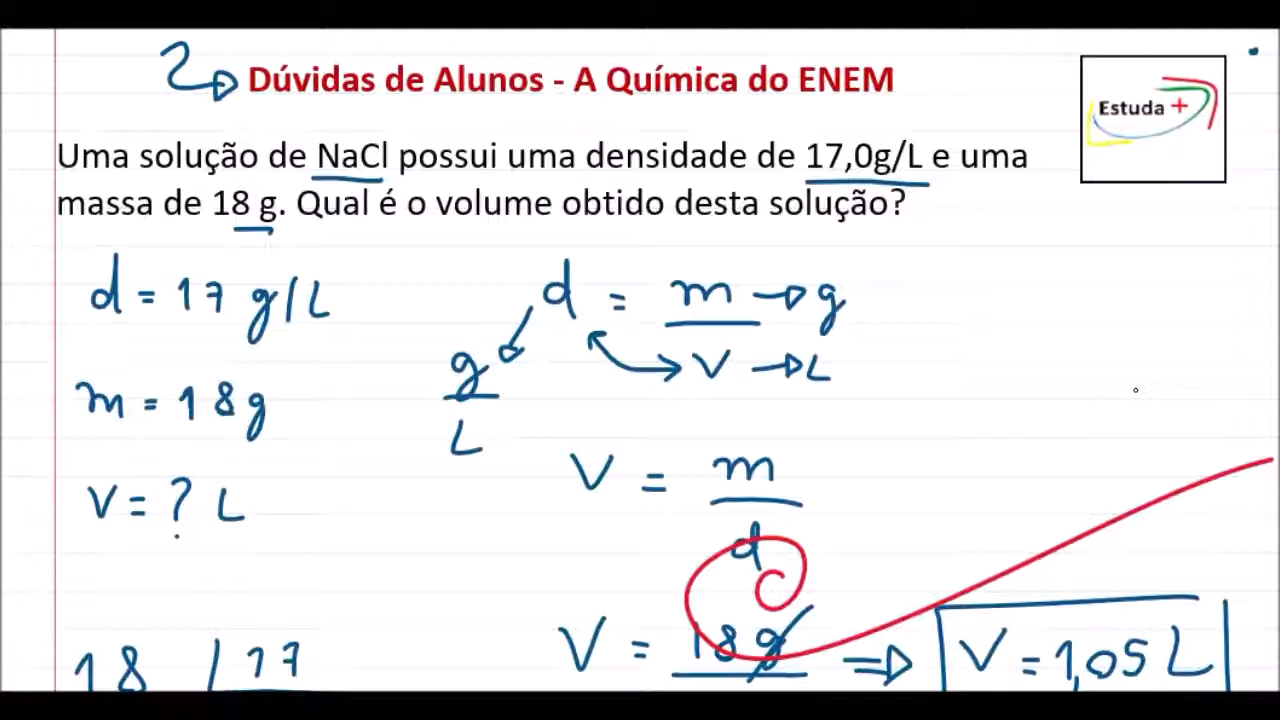 2 Dúvidas de Alunos - A Química do ENEM
Estuda +
Uma solução de NaCl possui uma densidade de 17,0g/L e uma
massa de 18 g. Qual é o volume obtido desta solução?
d = 17 g/L
d = m → g
V → L
g
L
m = 18g
V = m
d
V = ? L
V = 18g ⇒ V = 1,05 L
18 17